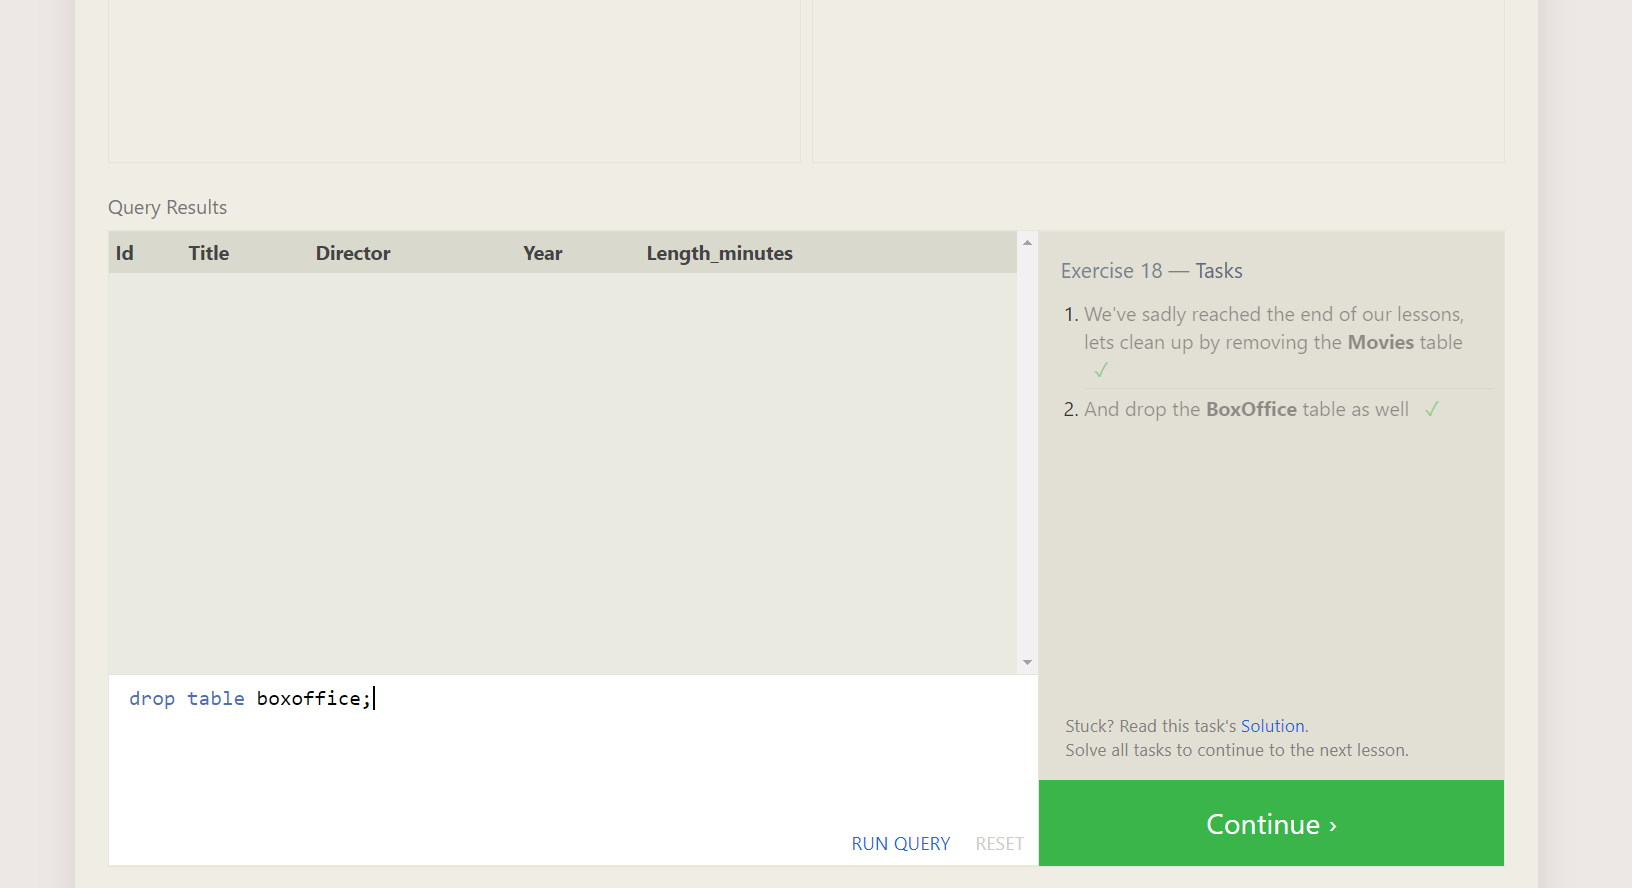 Query Results
Id Title Director Year Length_minutes
Exercise 18 — Tasks
1. We've sadly reached the end of our lessons,
lets clean up by removing the Movies table
✓
2. And drop the BoxOffice table as well ✓
drop table boxoffice;
Stuck? Read this task's Solution.
Solve all tasks to continue to the next lesson.
RUN QUERY RESET
Continue ›